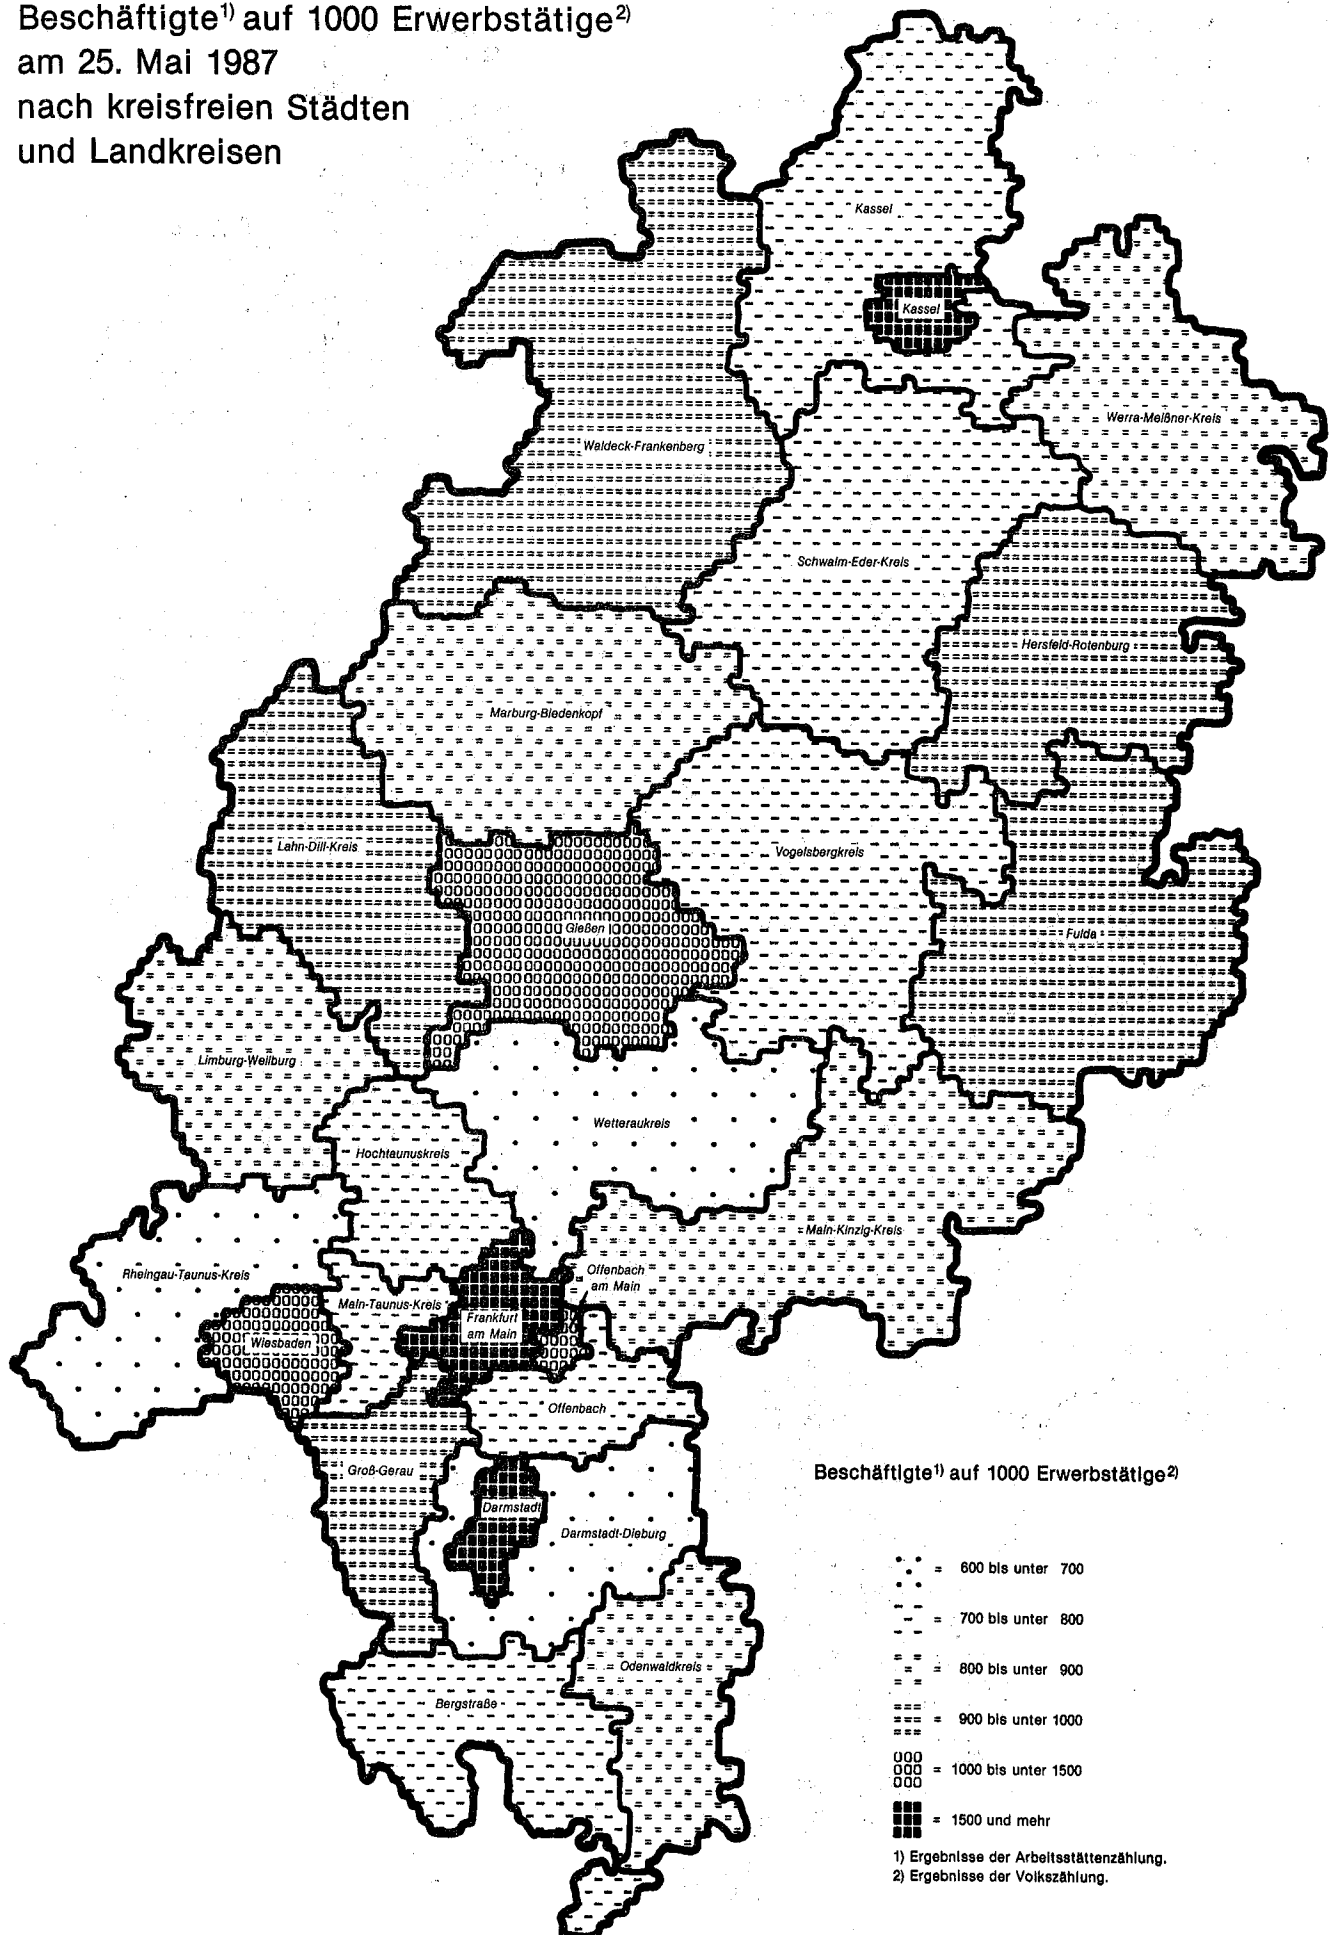 Beschäftigte¹⁾ auf 1000 Erwerbstätige²⁾
am 25. Mai 1987
nach kreisfreien Städten
und Landkreisen
Kassel
Kassel
Werra-Meißner-Kreis
Waldeck-Frankenberg
Schwalm-Eder-Kreis
Hersfeld-Rotenburg
Marburg-Biedenkopf
Lahn-Dill-Kreis
Vogelsbergkreis
Gießen
Fulda
Limburg-Weilburg
Wetteraukreis
Hochtaunuskreis
Main-Kinzig-Kreis
Rheingau-Taunus-Kreis
Offenbach
am Main
Main-Taunus-Kreis
Frankfurt
am Main
Wiesbaden
Offenbach
Groß-Gerau
Darmstadt
Darmstadt-Dieburg
Odenwaldkreis
Bergstraße
Beschäftigte¹⁾ auf 1000 Erwerbstätige²⁾
= 600 bis unter 700
= 700 bis unter 800
= 800 bis unter 900
= 900 bis unter 1000
= 1000 bis unter 1500
= 1500 und mehr
1) Ergebnisse der Arbeitsstättenzählung.
2) Ergebnisse der Volkszählung.